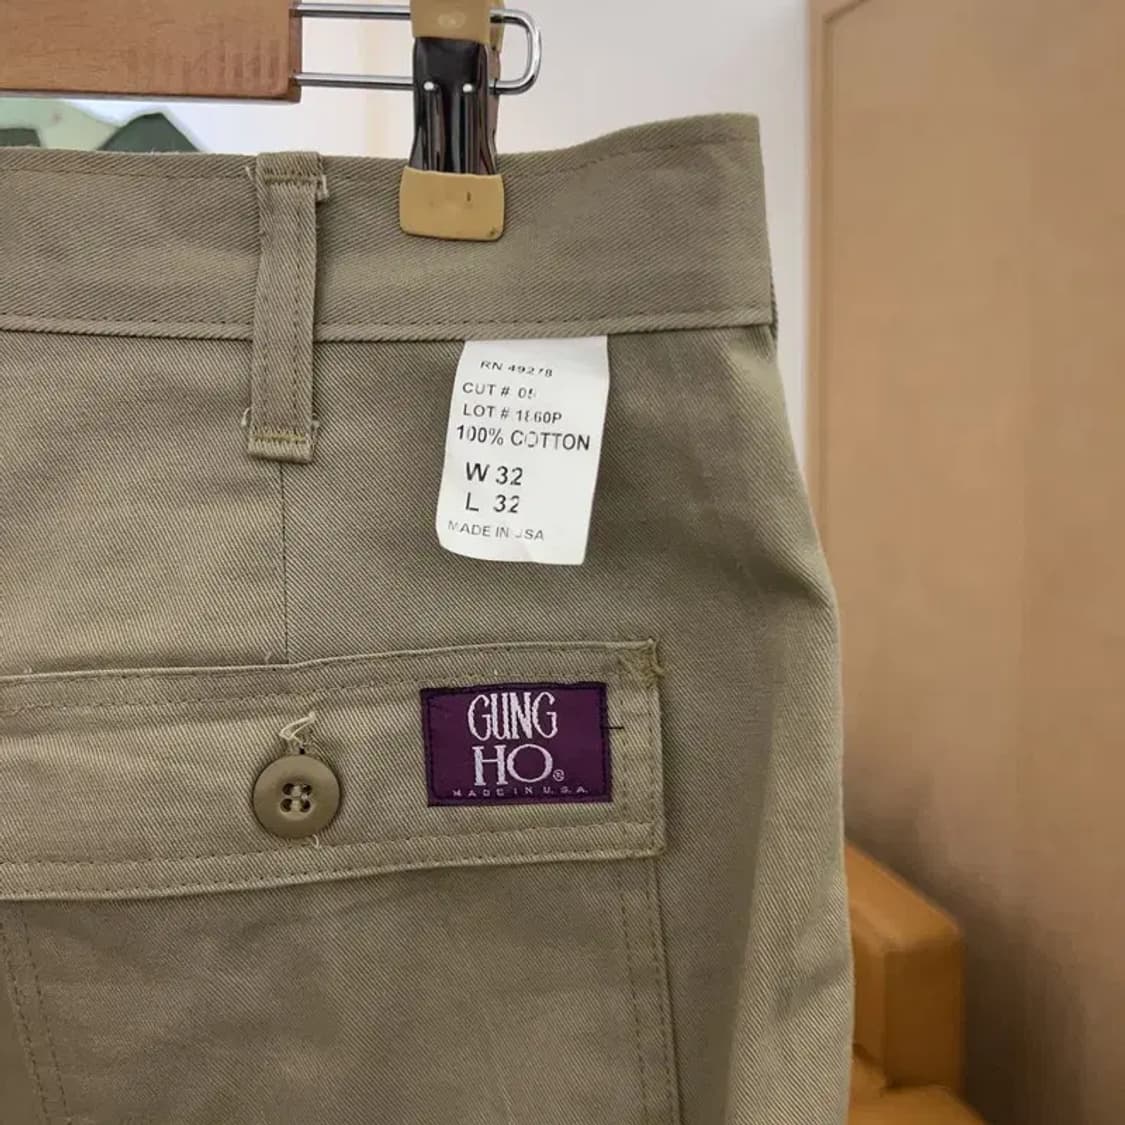 RN 49278
CUT # 05
LOT # 1860P
100% COTTON
W 32
L 32
MADE IN USA
GUNG
HO®
MADE IN U.S.A.